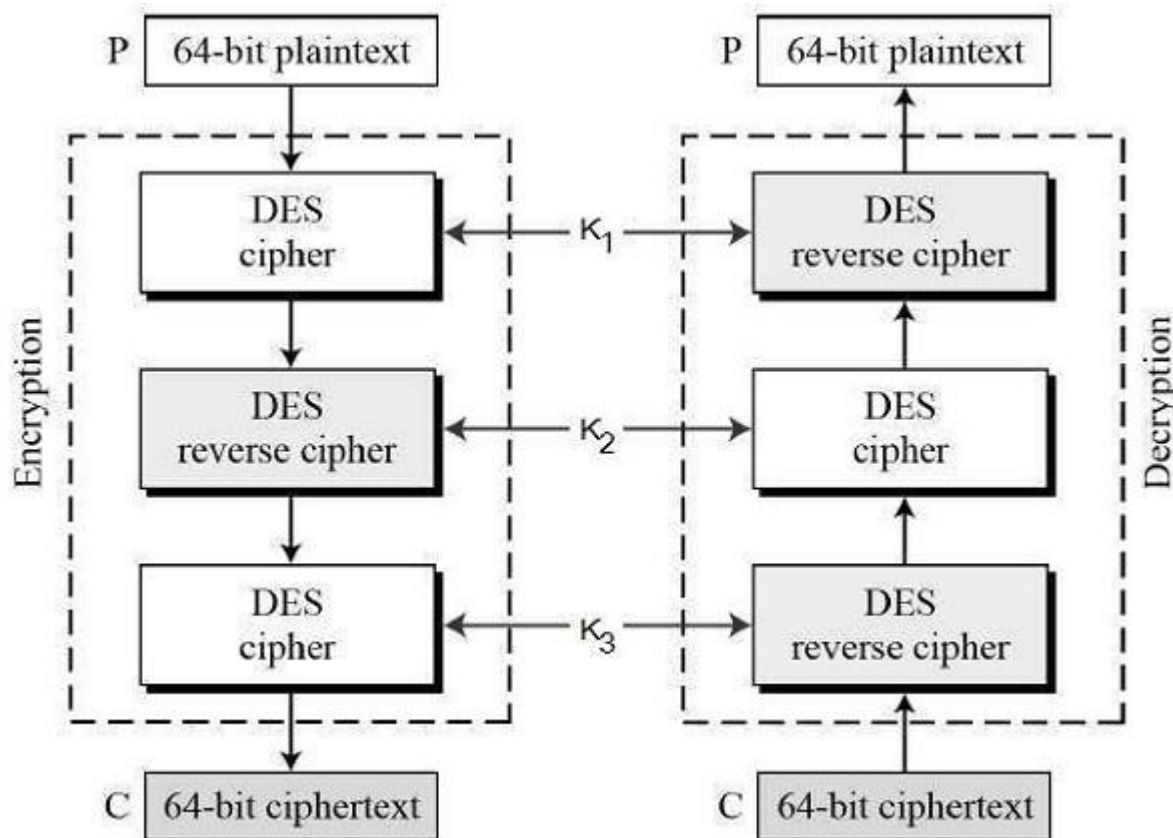 P 64-bit plaintext
P 64-bit plaintext
DES
cipher
K1
DES
reverse cipher
Encryption
DES
reverse cipher
K2
DES
cipher
Decryption
DES
cipher
K3
DES
reverse cipher
C 64-bit ciphertext
C 64-bit ciphertext